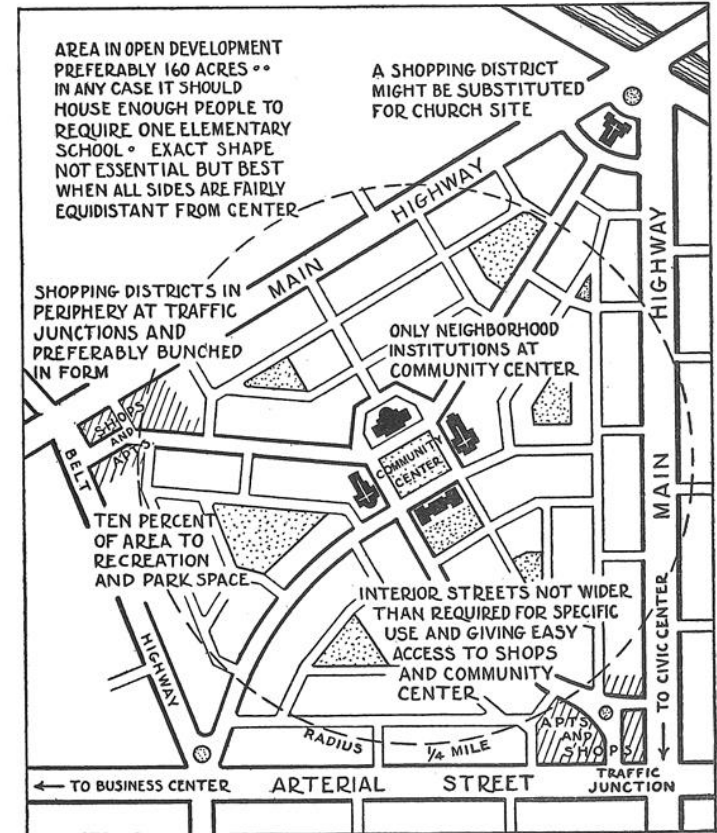 AREA IN OPEN DEVELOPMENT
PREFERABLY 160 ACRES • •
IN ANY CASE IT SHOULD
HOUSE ENOUGH PEOPLE TO
REQUIRE ONE ELEMENTARY
SCHOOL • EXACT SHAPE
NOT ESSENTIAL BUT BEST
WHEN ALL SIDES ARE FAIRLY
EQUIDISTANT FROM CENTER
A SHOPPING DISTRICT
MIGHT BE SUBSTITUTED
FOR CHURCH SITE
MAIN HIGHWAY
HIGHWAY
MAIN
SHOPPING DISTRICTS IN
PERIPHERY AT TRAFFIC
JUNCTIONS AND
PREFERABLY BUNCHED
IN FORM
ONLY NEIGHBORHOOD
INSTITUTIONS AT
COMMUNITY CENTER
SHOPS
AND
APTS.
BELT
HIGHWAY
COMMUNITY
CENTER
TEN PERCENT
OF AREA TO
RECREATION
AND PARK SPACE
INTERIOR STREETS NOT WIDER
THAN REQUIRED FOR SPECIFIC
USE AND GIVING EASY
ACCESS TO SHOPS
AND COMMUNITY
CENTER
→ TO CIVIC CENTER
RADIUS 1/4 MILE
APTS.
AND
SHOPS
TRAFFIC
JUNCTION
← TO BUSINESS CENTER ARTERIAL STREET